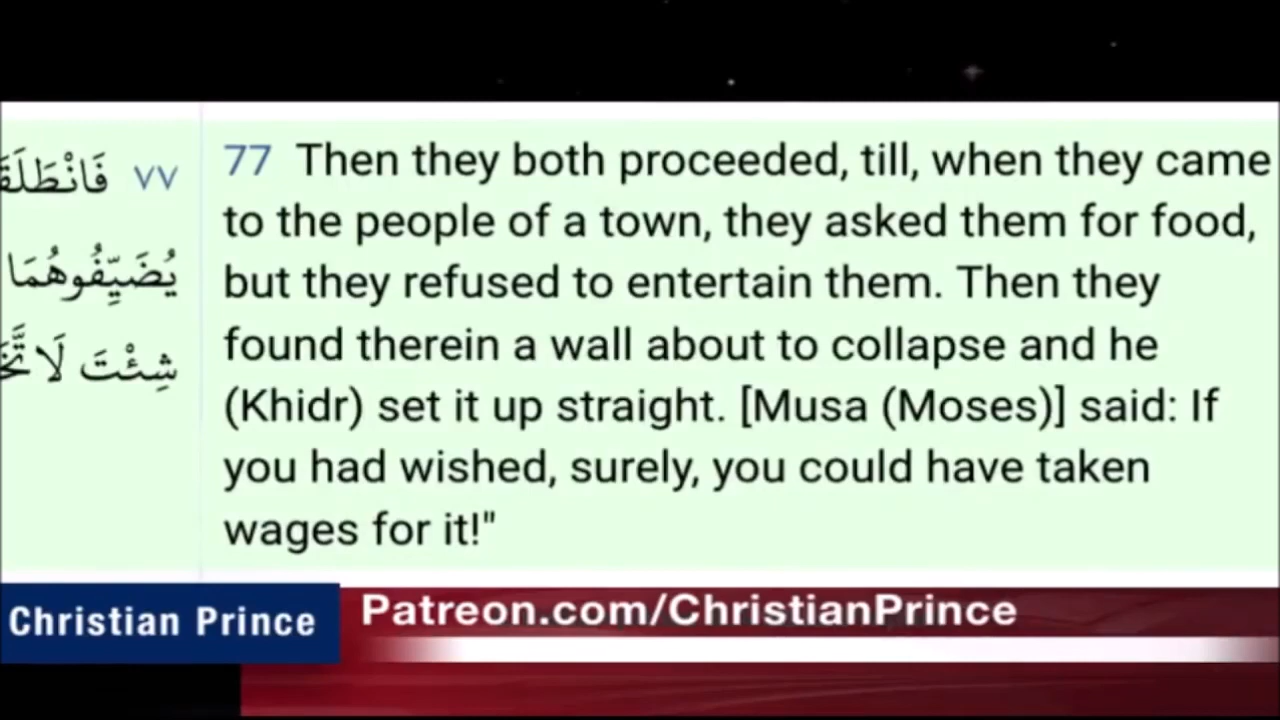 ٧٧ فَانْطَلَقَ
يُضَيِّفُوهُمَا
شِئْتَ لَا
77 Then they both proceeded, till, when they came
to the people of a town, they asked them for food,
but they refused to entertain them. Then they
found therein a wall about to collapse and he
(Khidr) set it up straight. [Musa (Moses)] said: If
you had wished, surely, you could have taken
wages for it!"
Christian Prince
Patreon.com/ChristianPrince